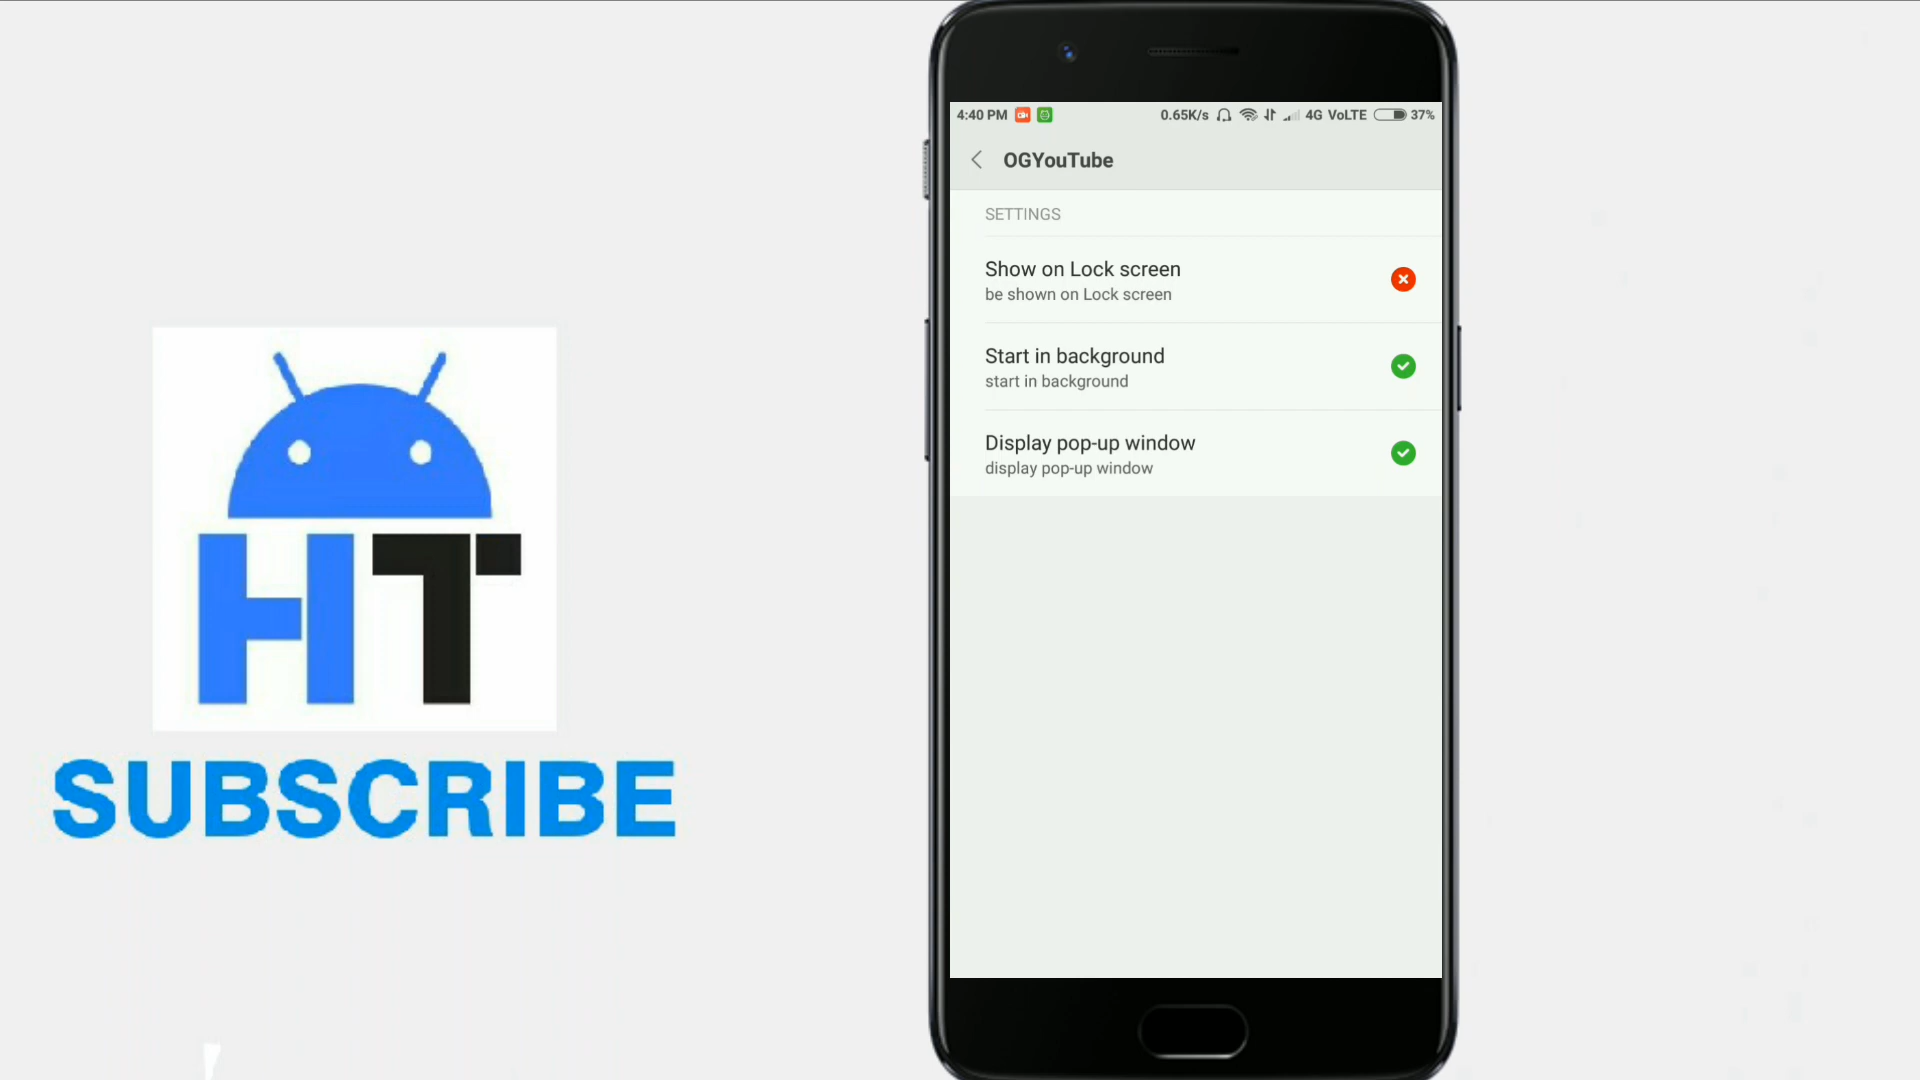 HT
SUBSCRIBE
4:40 PM 0.65K/s 4G VoLTE 37%
OGYouTube
SETTINGS
Show on Lock screen
be shown on Lock screen
Start in background
start in background
Display pop-up window
display pop-up window